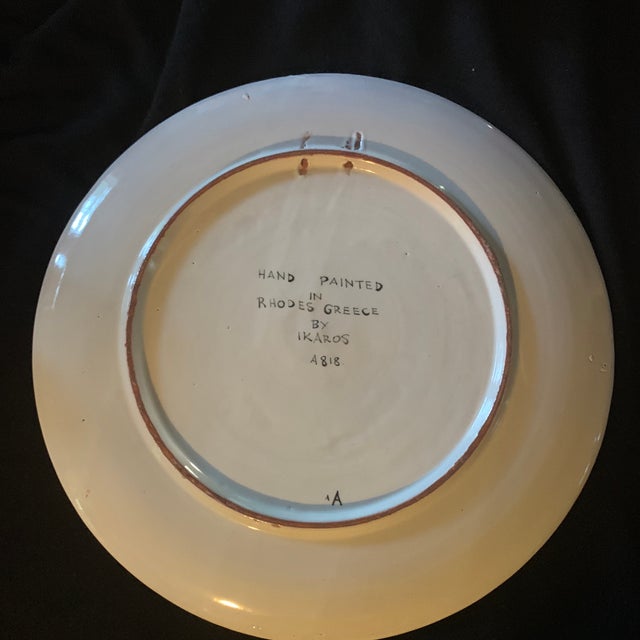 HAND PAINTED
IN
RHODES GREECE
BY
IKAROS
A818
A